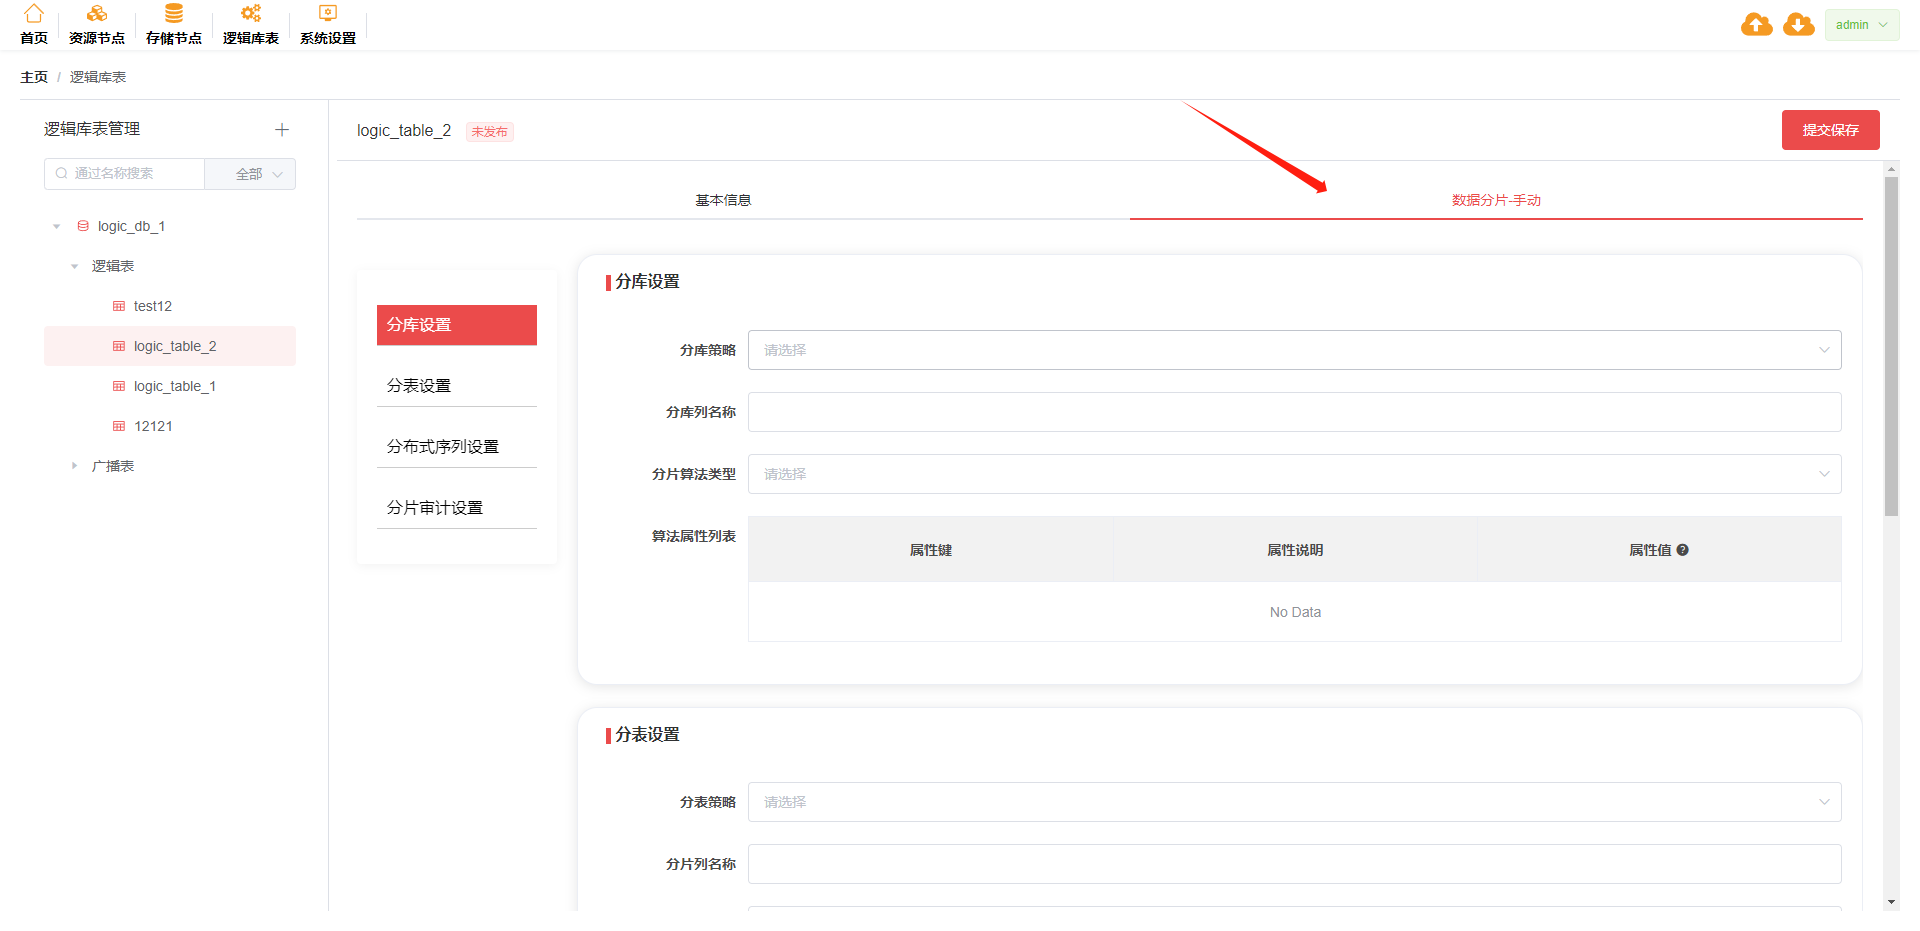 首页 资源节点 存储节点 逻辑库表 系统设置 admin
主页 / 逻辑库表
逻辑库表管理
通过名称搜索 全部
logic_db_1
逻辑表
test12
logic_table_2
logic_table_1
12121
广播表
logic_table_2 未发布 提交保存
基本信息 数据分片-手动
分库设置
分表设置
分布式序列设置
分片审计设置
分库设置
分库策略 请选择
分库列名称
分片算法类型 请选择
算法属性列表 属性键 属性说明 属性值 ?
No Data
分表设置
分表策略 请选择
分片列名称